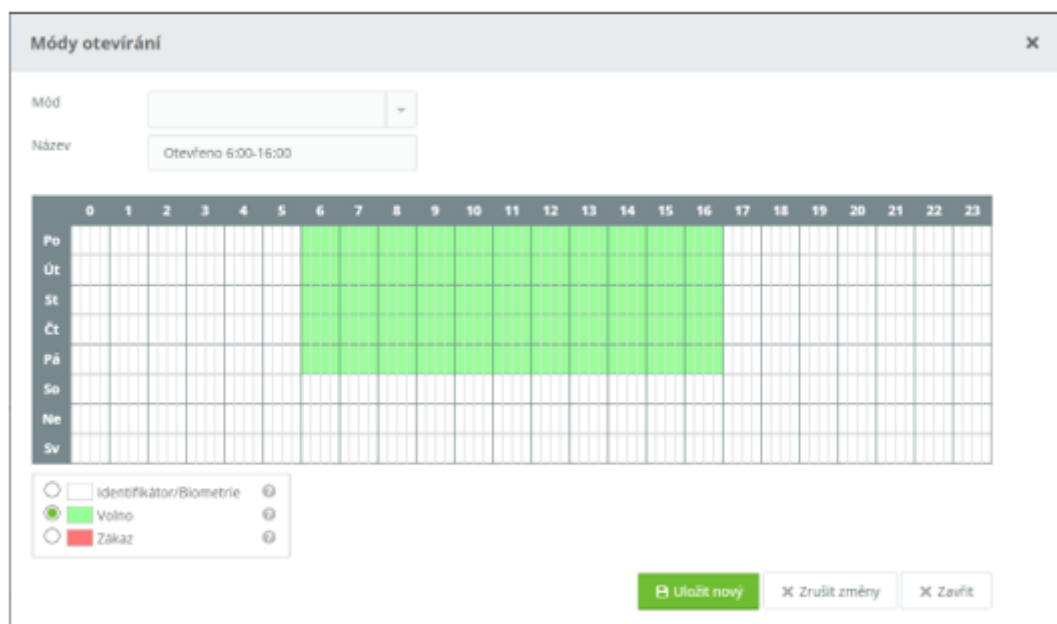 Módy otevírání
Mód
Název Otevřeno 6:00-16:00
0 1 2 3 4 5 6 7 8 9 10 11 12 13 14 15 16 17 18 19 20 21 22 23
Po
Út
St
Čt
Pá
So
Ne
Sv
Identifikátor/Biometrie
Volno
Zákaz
Uložit nový Zrušit změny Zavřít